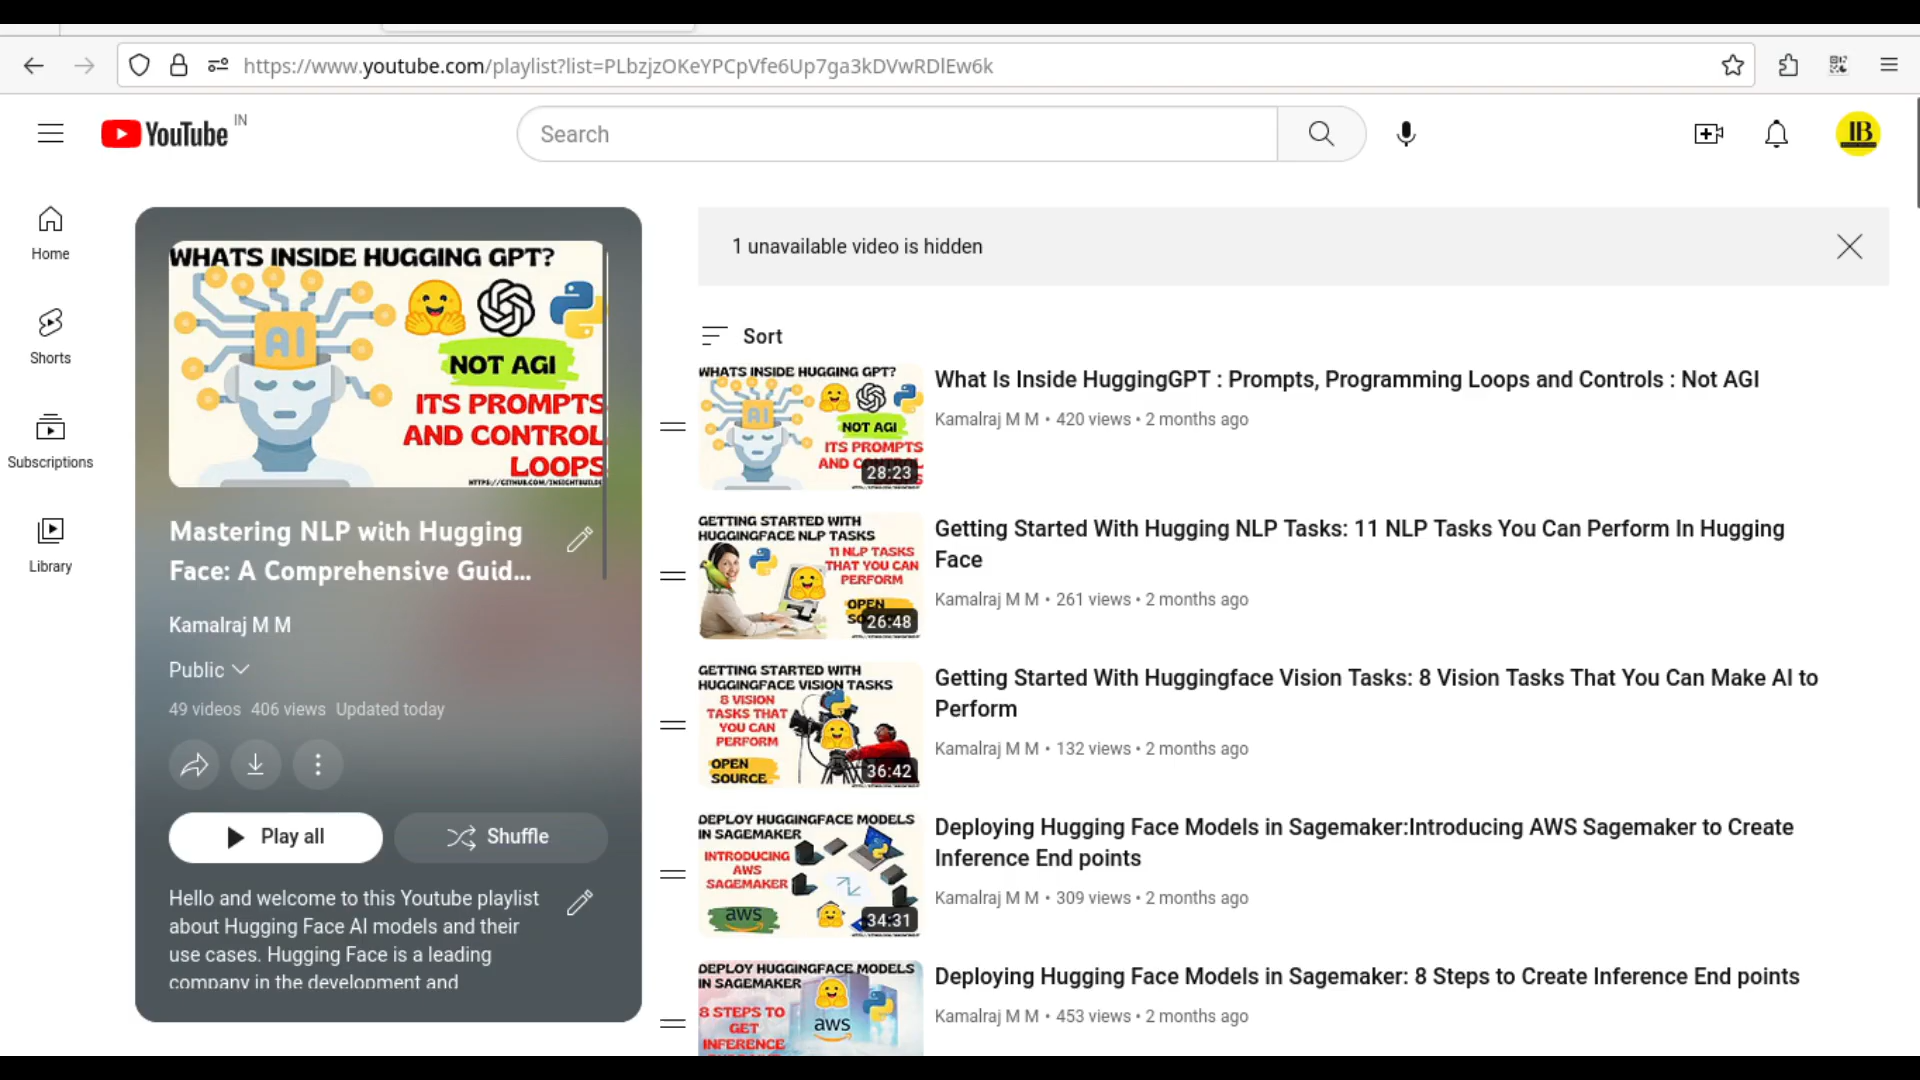 https://www.youtube.com/playlist?list=PLbzjzOKeYPCpVfe6Up7ga3kDVwRDlEw6k
YouTube IN
Search
IB
Home
Shorts
Subscriptions
Library
WHATS INSIDE HUGGING GPT?
AI
NOT AGI
ITS PROMPTS
AND CONTROL
LOOPS
Mastering NLP with Hugging
Face: A Comprehensive Guid...
Kamalraj M M
Public
49 videos 406 views Updated today
Play all
Shuffle
Hello and welcome to this Youtube playlist
about Hugging Face AI models and their
use cases. Hugging Face is a leading
company in the development and
1 unavailable video is hidden
Sort
WHATS INSIDE HUGGING GPT?
AI
NOT AGI
ITS PROMPTS
AND
28:23
What Is Inside HuggingGPT : Prompts, Programming Loops and Controls : Not AGI
Kamalraj M M • 420 views • 2 months ago
GETTING STARTED WITH
HUGGINGFACE NLP TASKS
11 NLP TASKS
THAT YOU CAN
PERFORM
OPEN
26:48
Getting Started With Hugging NLP Tasks: 11 NLP Tasks You Can Perform In Hugging
Face
Kamalraj M M • 261 views • 2 months ago
GETTING STARTED WITH
HUGGINGFACE VISION TASKS
8 VISION
TASKS THAT
YOU CAN
PERFORM
OPEN
SOURCE
36:42
Getting Started With Huggingface Vision Tasks: 8 Vision Tasks That You Can Make AI to
Perform
Kamalraj M M • 132 views • 2 months ago
DEPLOY HUGGINGFACE MODELS
IN SAGEMAKER
INTRODUCING
AWS
SAGEMAKER
aws
34:31
Deploying Hugging Face Models in Sagemaker:Introducing AWS Sagemaker to Create
Inference End points
Kamalraj M M • 309 views • 2 months ago
DEPLOY HUGGINGFACE MODELS
IN SAGEMAKER
8 STEPS TO
GET
INFERENCE
aws
Deploying Hugging Face Models in Sagemaker: 8 Steps to Create Inference End points
Kamalraj M M • 453 views • 2 months ago